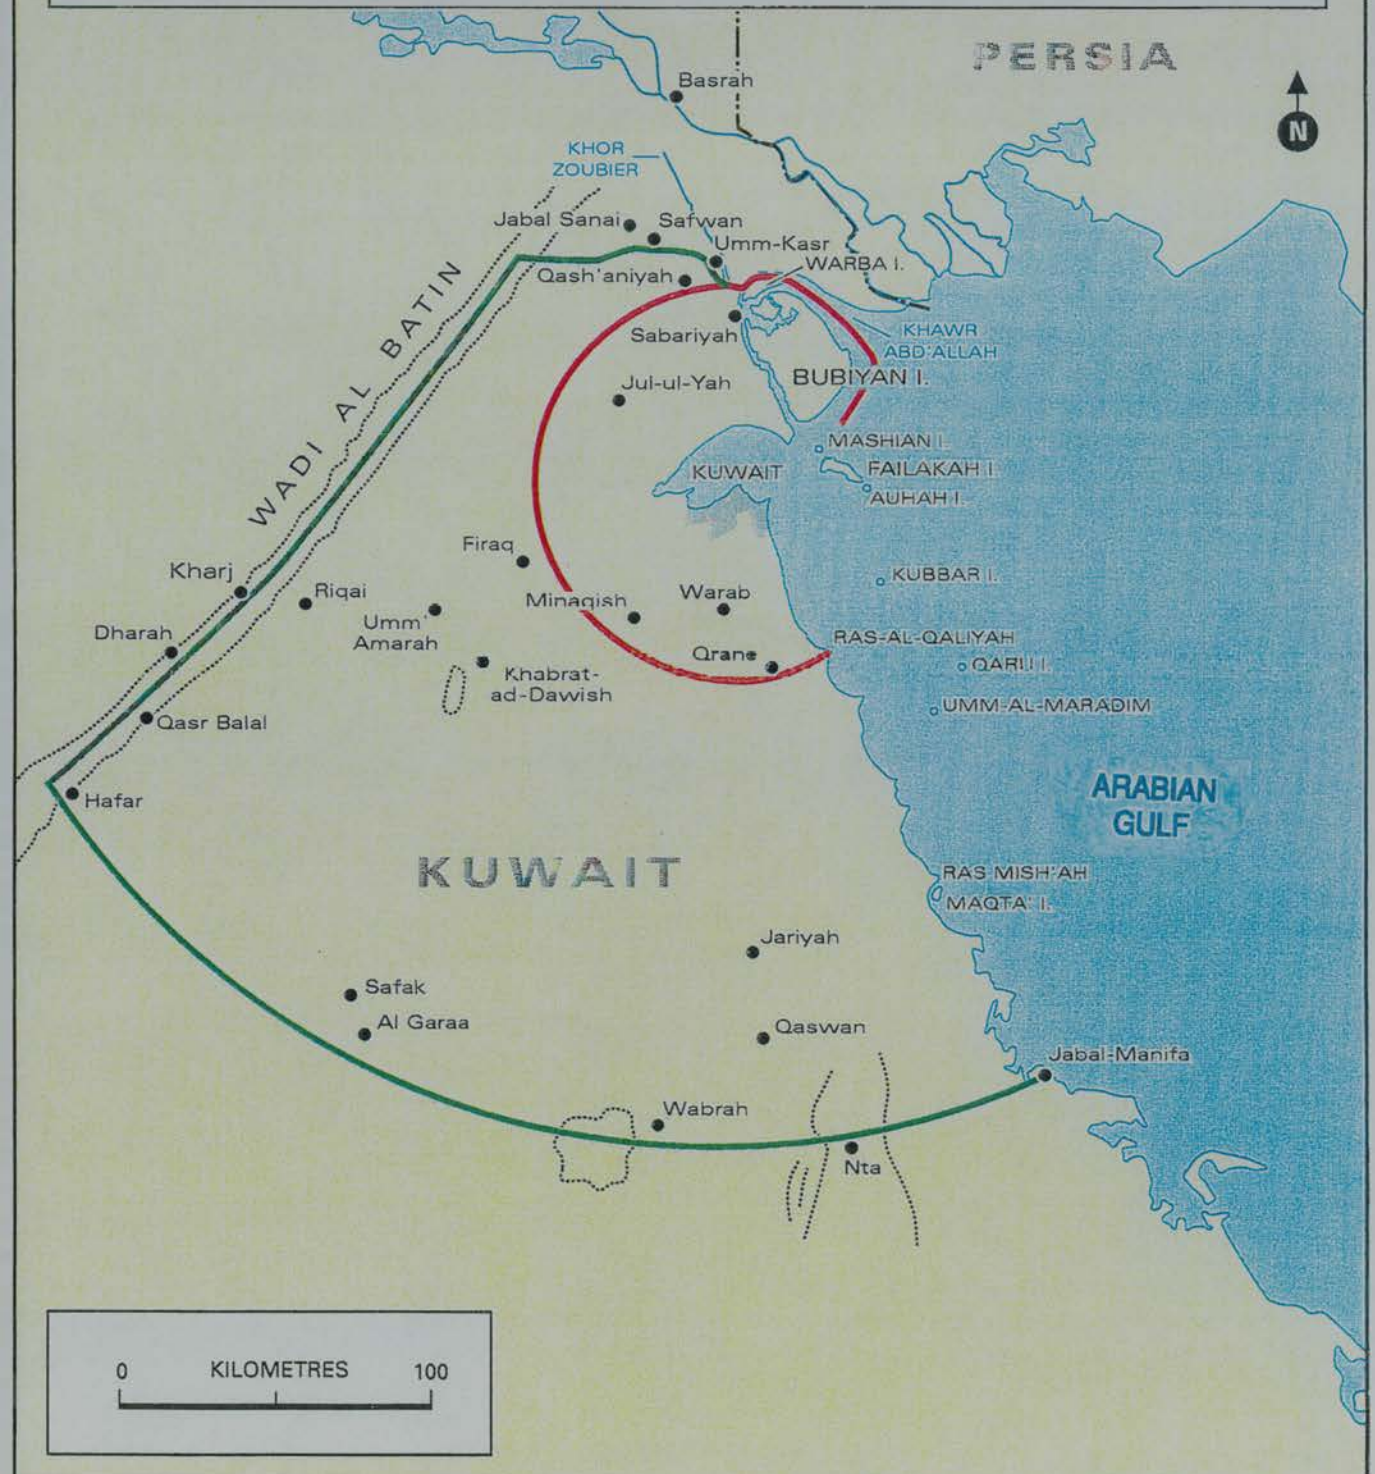 PERSIA
Basrah
N
KHOR
ZOUBIER
Jabal Sanai
Safwan
Umm-Kasr
WARBA I.
Qash'aniyah
WADI AL BATIN
Sabariyah
KHAWR
ABD'ALLAH
BUBIYAN I.
Jul-ul-Yah
MASHIAN I.
KUWAIT
FAILAKAH I.
AUHAH I.
Firaq
Kharj
KUBBAR I.
Riqai
Minaqish
Warab
Umm'
Amarah
Dharah
RAS-AL-QALIYAH
Qrane
QARU I.
Khabrat-
ad-Dawish
UMM-AL-MARADIM
Qasr Balal
Hafar
ARABIAN
GULF
KUWAIT
RAS MISH'AH
MAQTA' I.
Jariyah
Safak
Al Garaa
Qaswan
Jabal-Manifa
Wabrah
Nta
0 KILOMETRES 100